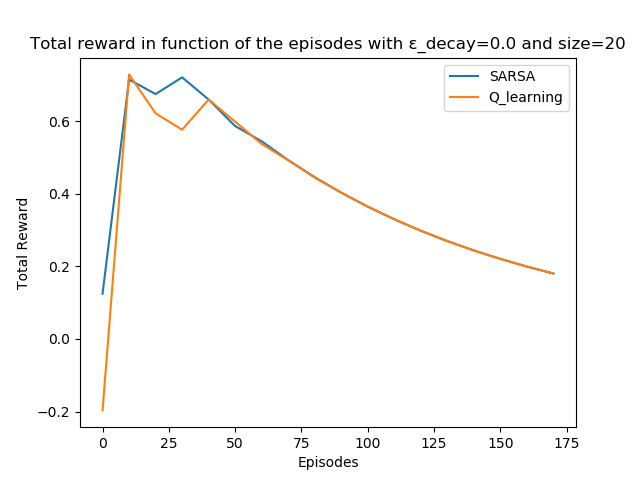 Total reward in function of the episodes with ε_decay=0.0 and size=20
SARSA
Q_learning
Total Reward
0.6
0.4
0.2
0.0
−0.2
0
25
50
75
100
125
150
175
Episodes